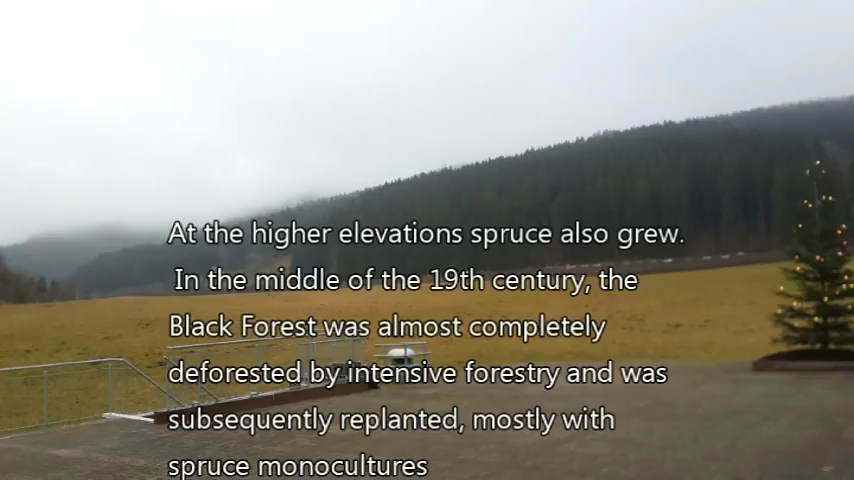 At the higher elevations spruce also grew.
In the middle of the 19th century, the
Black Forest was almost completely
deforested by intensive forestry and was
subsequently replanted, mostly with
spruce monocultures